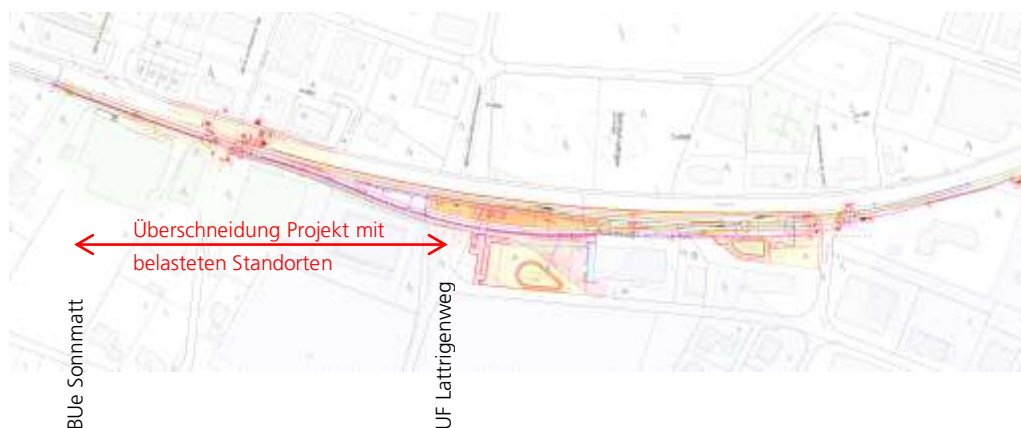 Überschneidung Projekt mit
belasteten Standorten
BUe Sonnmatt
UF Lattrigenweg